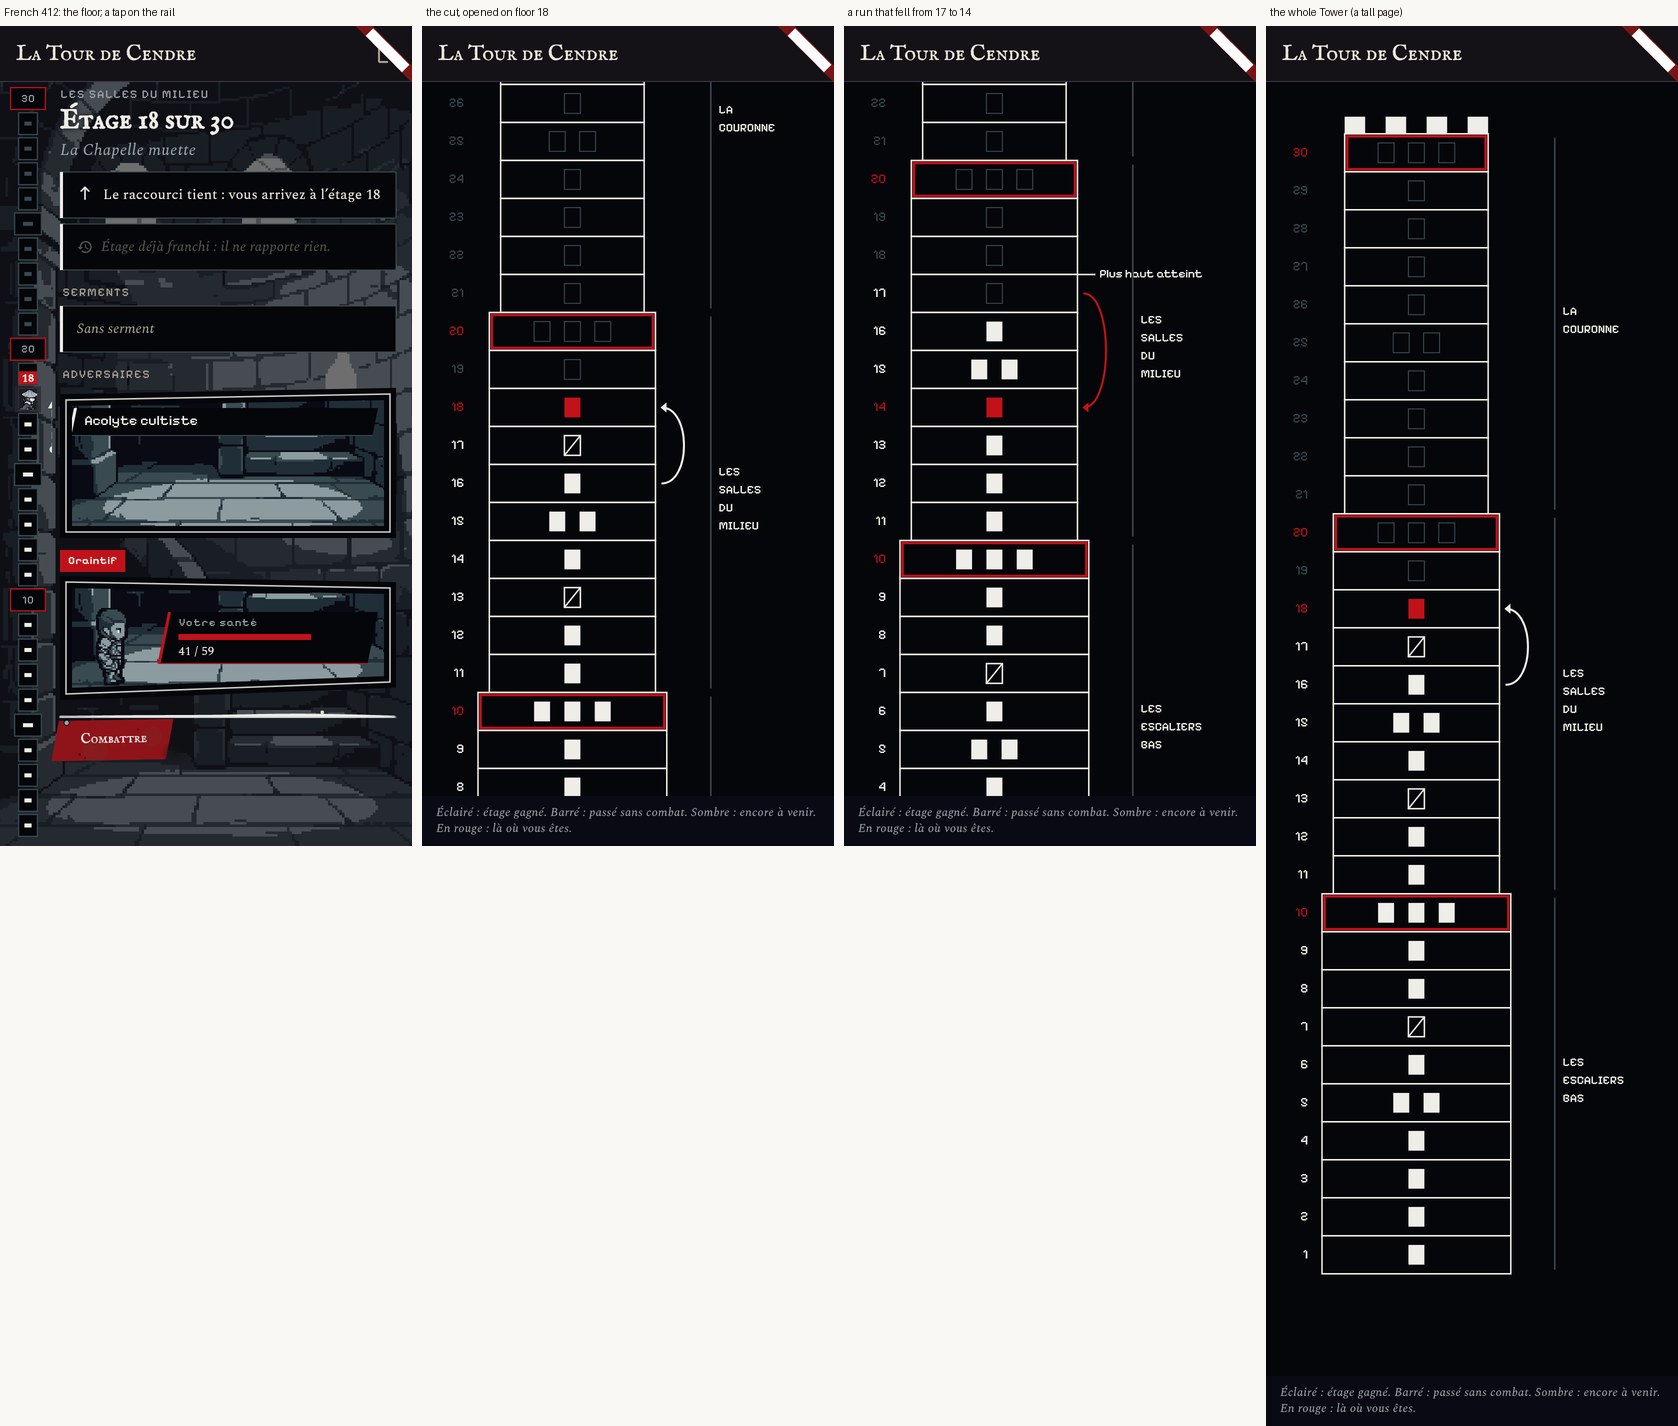 French 412: the floor; a tap on the rail
La Tour de Cendre
30
LES SALLES DU MILIEU
Étage 18 sur 30
La Chapelle muette
Le raccourci tient : vous arrivez à l'étage 18
Étage déjà franchi : il ne rapporte rien.
SERMENTS
Sans serment
20
18
ADVERSAIRES
Acolyte cultiste
Craintif
10
Votre santé
41 / 59
Combattre
the cut, opened on floor 18
La Tour de Cendre
26
25
24
23
22
21
20
19
18
17
16
15
14
13
12
11
10
9
8
LA
COURONNE
LES
SALLES
DU
MILIEU
Éclairé : étage gagné. Barré : passé sans combat. Sombre : encore à venir.
En rouge : là où vous êtes.
a run that fell from 17 to 14
La Tour de Cendre
22
21
20
19
18
17
16
15
14
13
12
11
10
9
8
7
6
5
4
Plus haut atteint
LES
SALLES
DU
MILIEU
LES
ESCALIERS
BAS
Éclairé : étage gagné. Barré : passé sans combat. Sombre : encore à venir.
En rouge : là où vous êtes.
the whole Tower (a tall page)
La Tour de Cendre
30
29
28
27
26
25
24
23
22
21
20
19
18
17
16
15
14
13
12
11
10
9
8
7
6
5
4
3
2
1
LA
COURONNE
LES
SALLES
DU
MILIEU
LES
ESCALIERS
BAS
Éclairé : étage gagné. Barré : passé sans combat. Sombre : encore à venir.
En rouge : là où vous êtes.